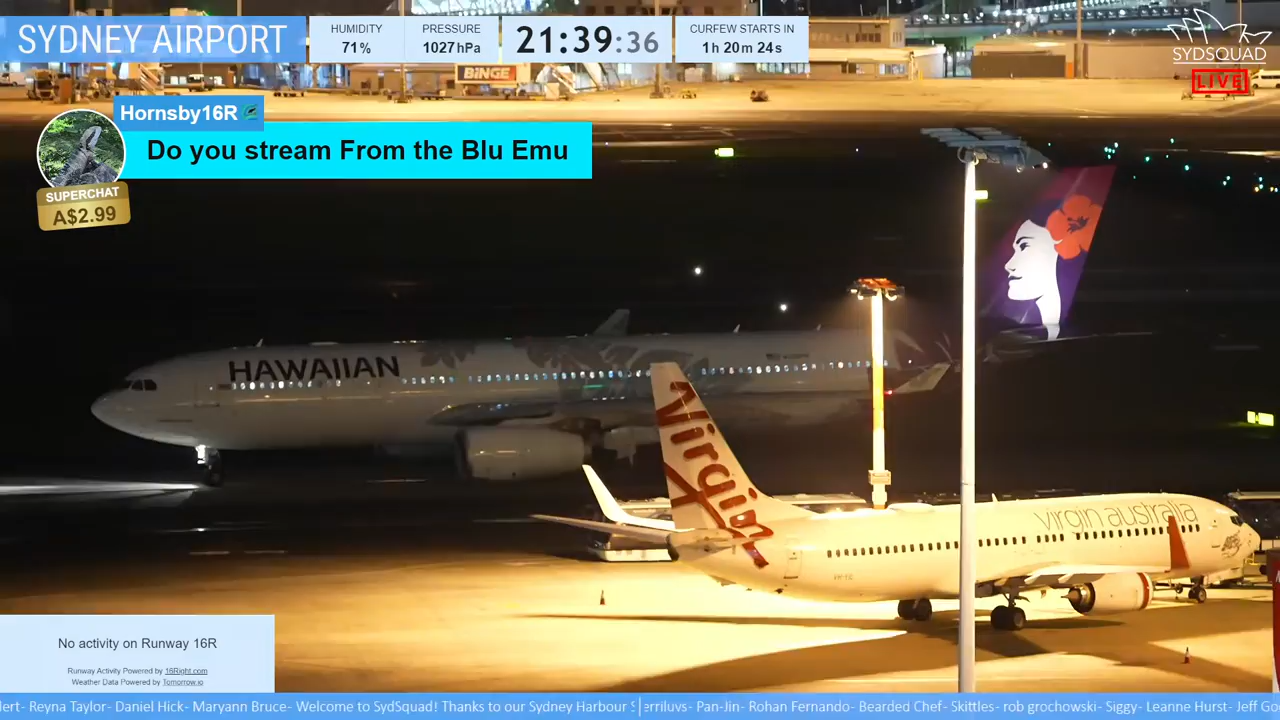 SYDNEY AIRPORT
HUMIDITY
71%
PRESSURE
1027hPa
21:39:36
CURFEW STARTS IN
1h 20m 24s
SYDSQUAD
LIVE
BINGE
Hornsby16R
Do you stream From the Blu Emu
SUPERCHAT
A$2.99
HAWAIIAN
Virgin
virgin australia
No activity on Runway 16R
Runway Activity Powered by 16Right.com
Weather Data Powered by Tomorrow.io
lert- Reyna Taylor- Daniel Hick- Maryann Bruce- Welcome to SydSquad! Thanks to our Sydney Harbour S
erriluvs- Pan-Jin- Rohan Fernando- Bearded Chef- Skittles- rob grochowski- Siggy- Leanne Hurst- Jeff Go